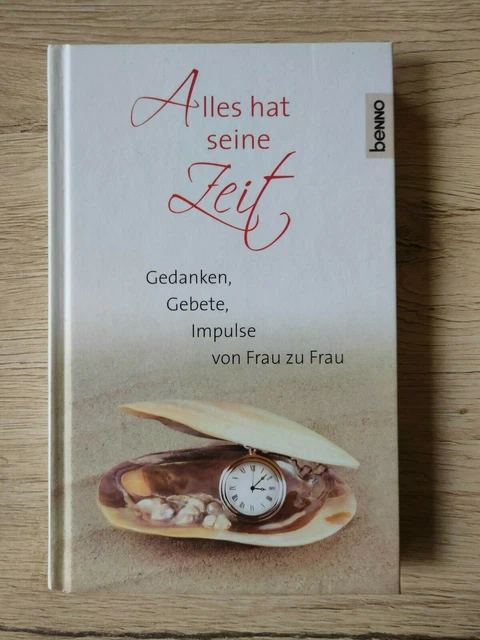 Alles hat
seine
Zeit
benno
Gedanken,
Gebete,
Impulse
von Frau zu Frau